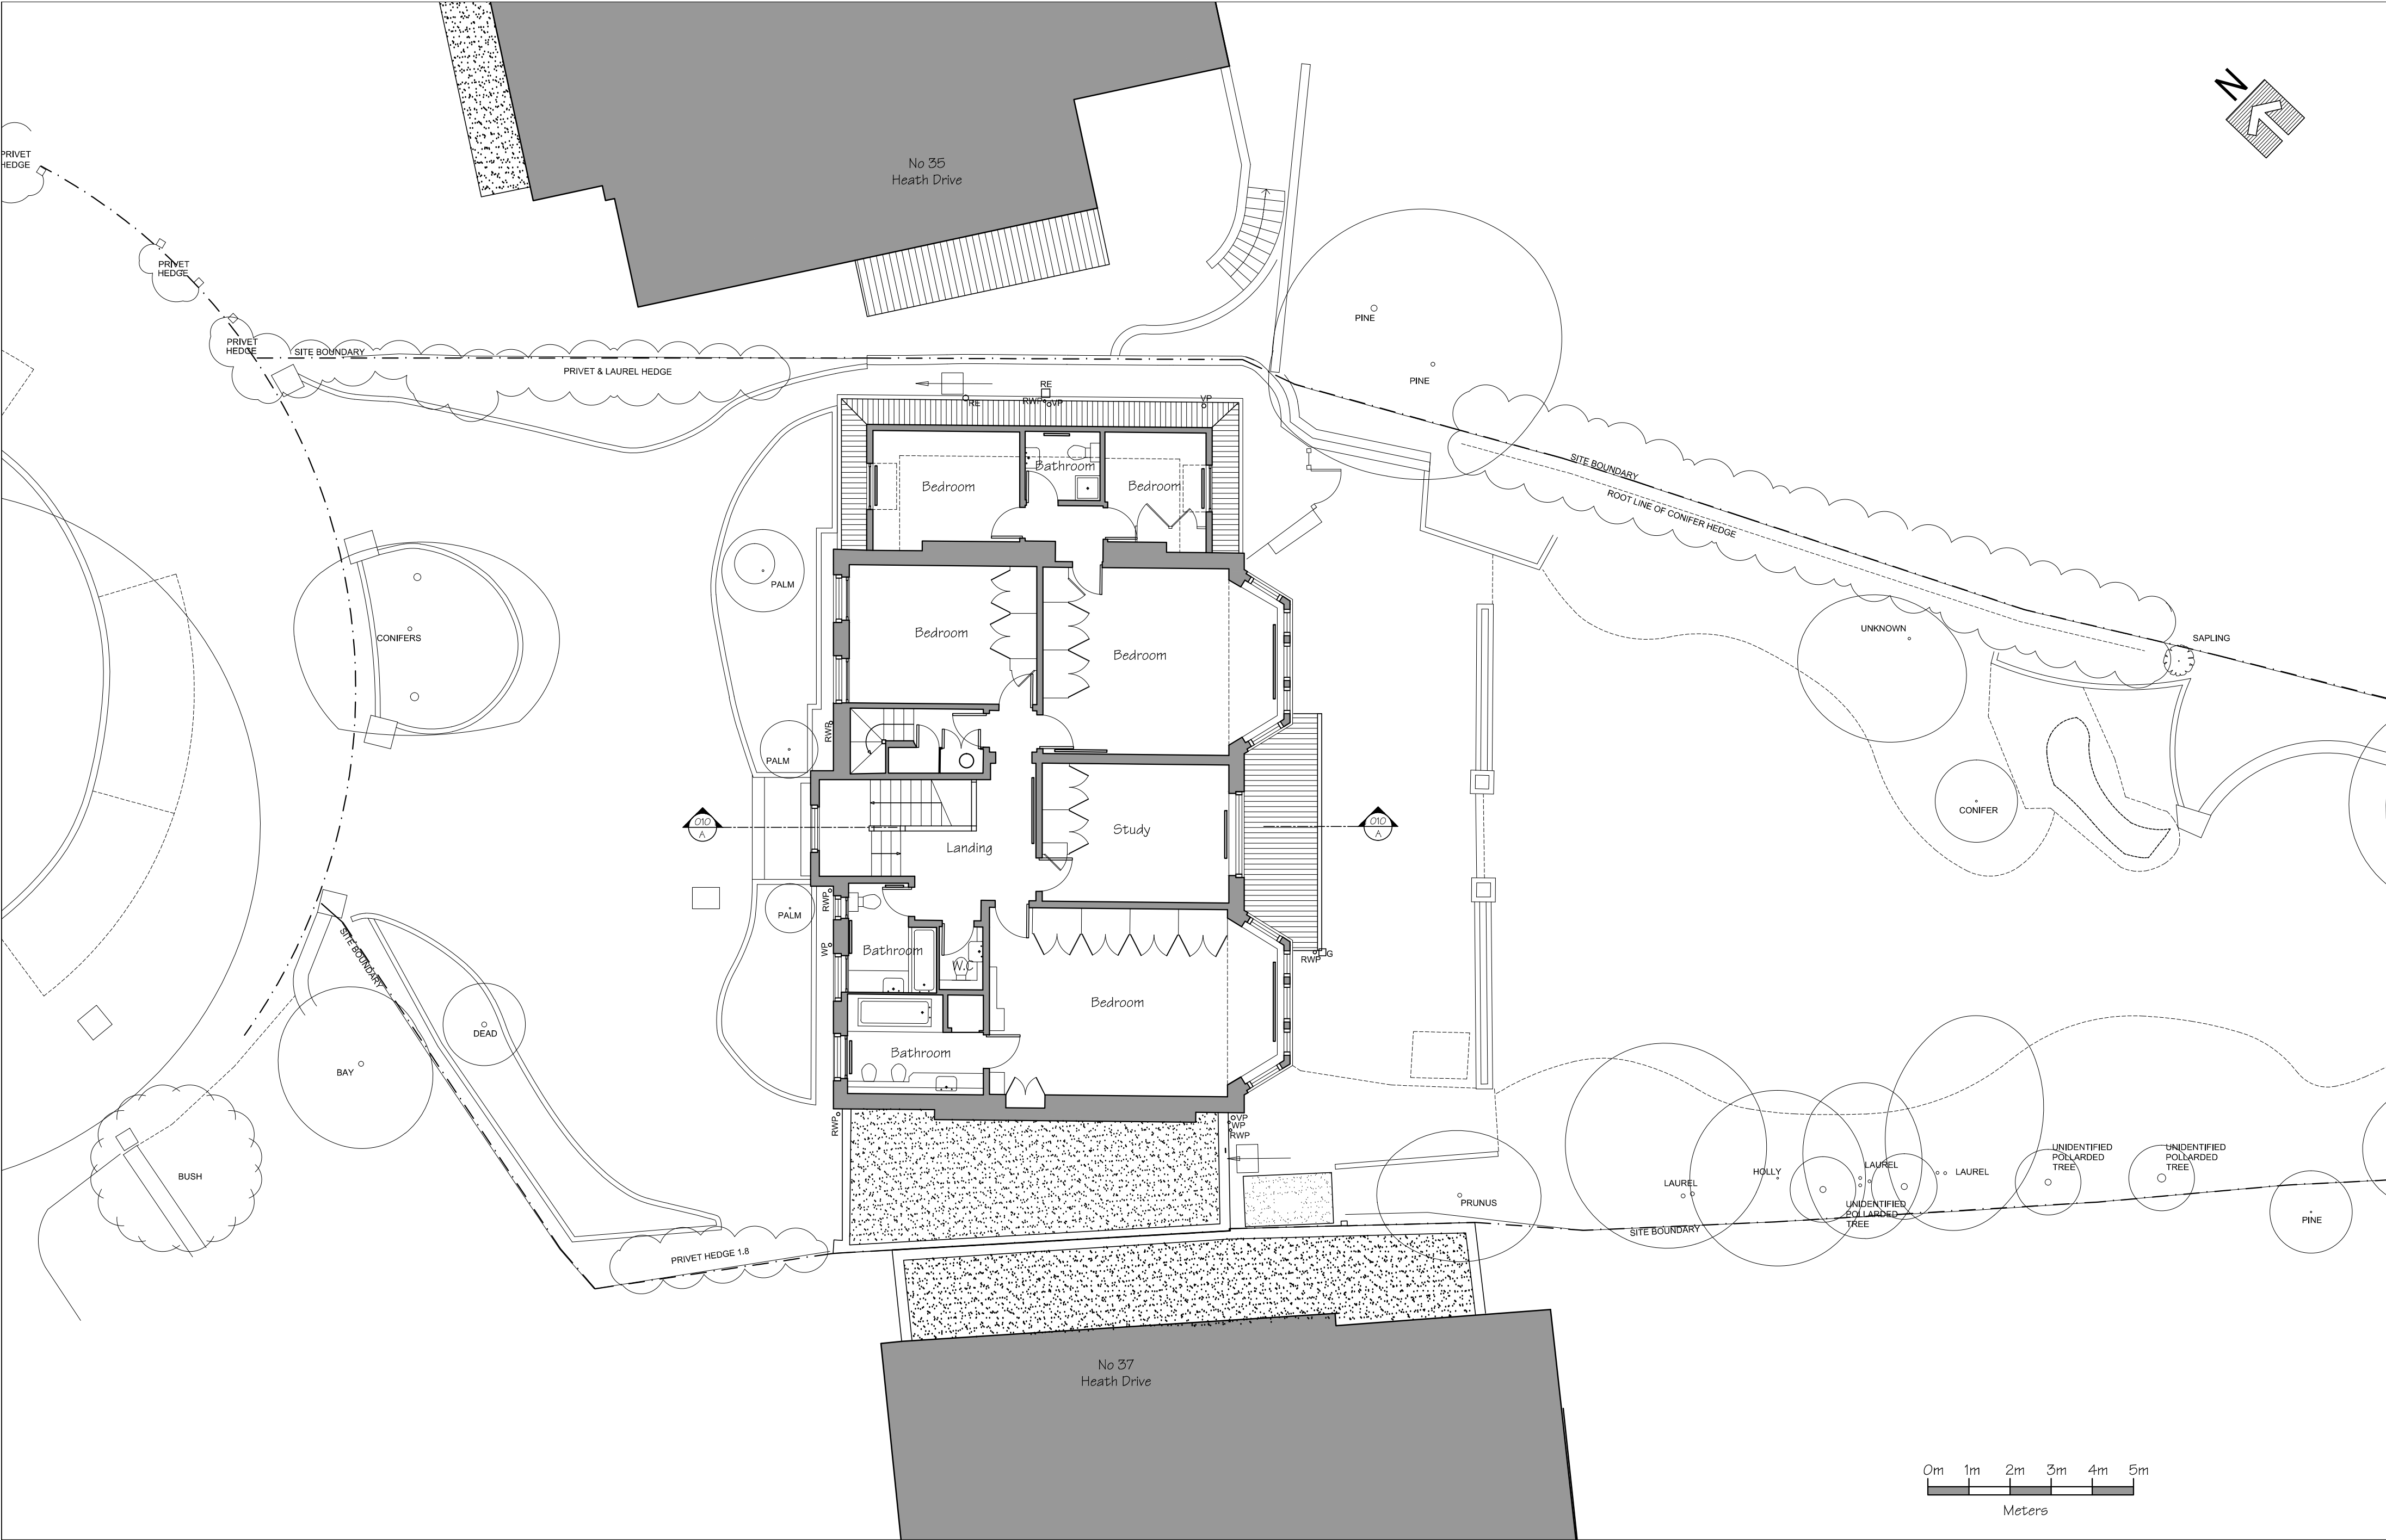 N
No 35
Heath Drive
PRIVET
HEDGE
PRIVET
HEDGE
PRIVET
HEDGE
SITE BOUNDARY
PRIVET & LAUREL HEDGE
PINE
PINE
RE
RE
RWP
VP
VP
Bedroom
Bathroom
Bedroom
SITE BOUNDARY
ROOT LINE OF CONIFER HEDGE
PALM
CONIFERS
Bedroom
Bedroom
UNKNOWN
SAPLING
RWP
PALM
CONIFER
010
A
010
A
Study
Landing
PALM
RWP
WP
SITE BOUNDARY
Bathroom
W.C
RWP
G
Bedroom
DEAD
BAY
Bathroom
RWP
VP
WP
RWP
BUSH
PRUNUS
LAUREL
HOLLY
LAUREL
LAUREL
UNIDENTIFIED
POLLARDED
TREE
UNIDENTIFIED
POLLARDED
TREE
UNIDENTIFIED
POLLARDED
TREE
PINE
SITE BOUNDARY
PRIVET HEDGE 1.8
No 37
Heath Drive
0m 1m 2m 3m 4m 5m
Meters